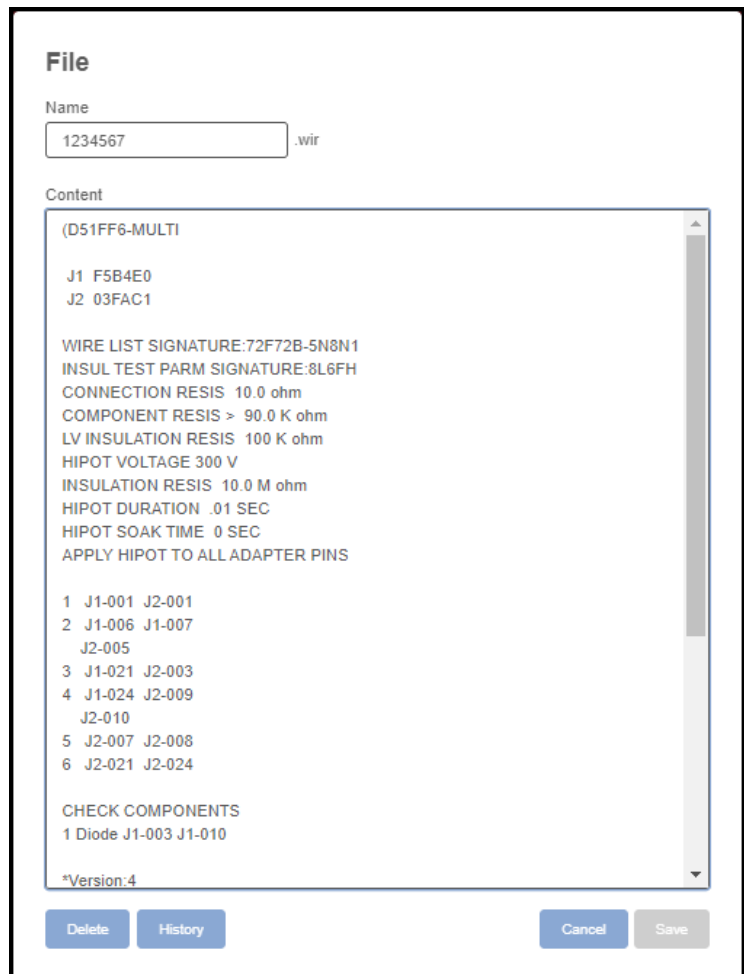 File
Name
1234567 .wir
Content
(D51FF6-MULTI
J1 F5B4E0
J2 03FAC1
WIRE LIST SIGNATURE:72F72B-5N8N1
INSUL TEST PARM SIGNATURE:8L6FH
CONNECTION RESIS 10.0 ohm
COMPONENT RESIS > 90.0 K ohm
LV INSULATION RESIS 100 K ohm
HIPOT VOLTAGE 300 V
INSULATION RESIS 10.0 M ohm
HIPOT DURATION .01 SEC
HIPOT SOAK TIME 0 SEC
APPLY HIPOT TO ALL ADAPTER PINS
1 J1-001 J2-001
2 J1-006 J1-007
J2-005
3 J1-021 J2-003
4 J1-024 J2-009
J2-010
5 J2-007 J2-008
6 J2-021 J2-024
CHECK COMPONENTS
1 Diode J1-003 J1-010
*Version:4
Delete History Cancel Save